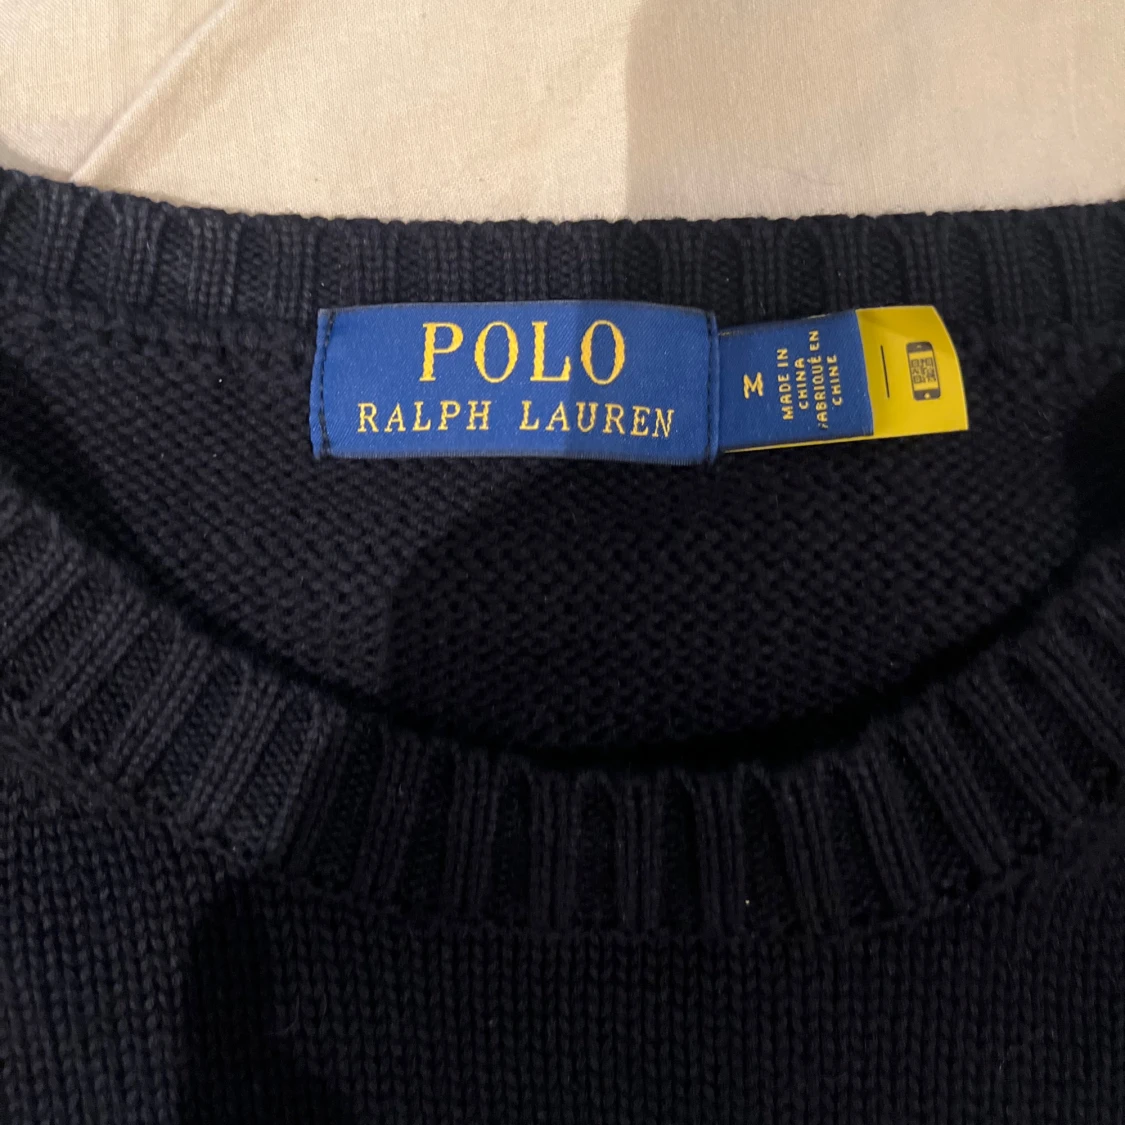 POLO
RALPH LAUREN
M
MADE IN
CHINA
FABRIQUÉ EN
CHINE